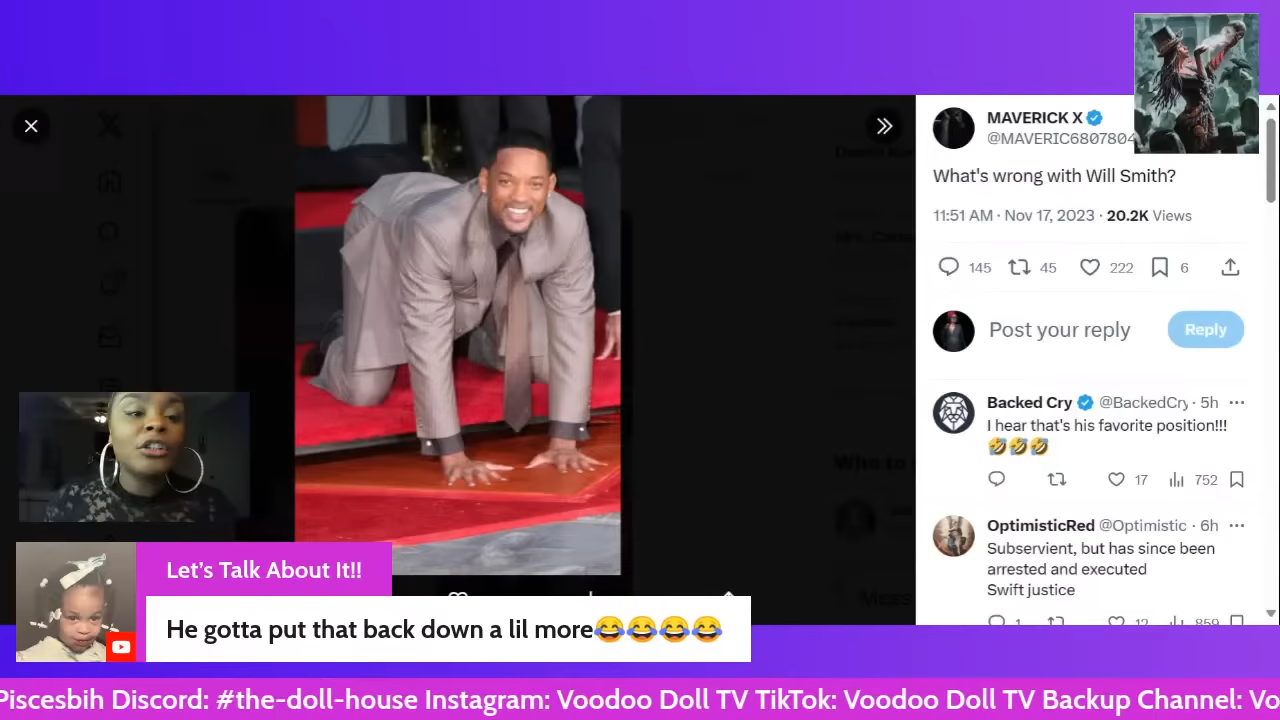 MAVERICK X
@MAVERIC6807804
What's wrong with Will Smith?
11:51 AM · Nov 17, 2023 · 20.2K Views
145 45 222 6
Post your reply
Reply
Backed Cry @BackedCry · 5h
I hear that's his favorite position!!!
🤣🤣🤣
17 752
OptimisticRed @Optimistic · 6h
Subservient, but has since been
arrested and executed
Swift justice
1 12 859
Let's Talk About It!!
He gotta put that back down a lil more😂😂😂😂
Piscesbih Discord: #the-doll-house Instagram: Voodoo Doll TV TikTok: Voodoo Doll TV Backup Channel: Vo